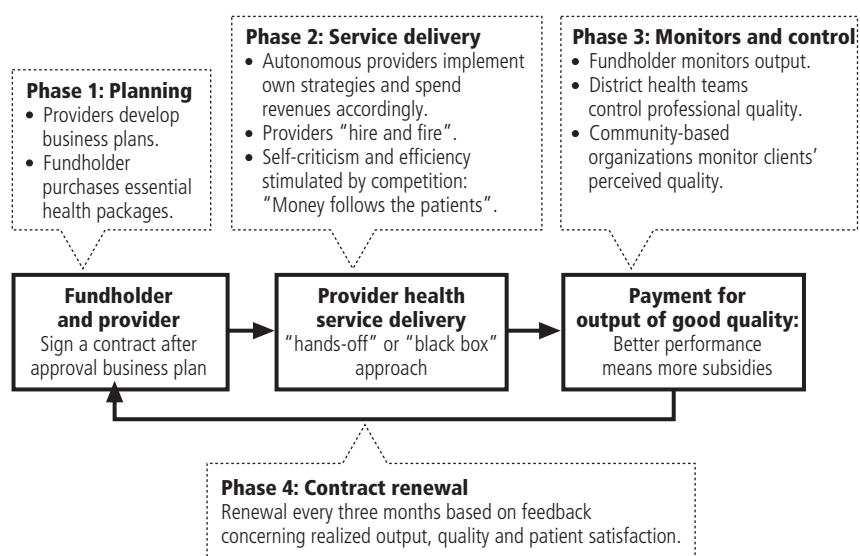 Phase 1: Planning
• Providers develop
business plans.
• Fundholder
purchases essential
health packages.
Phase 2: Service delivery
• Autonomous providers implement
own strategies and spend
revenues accordingly.
• Providers “hire and fire”.
• Self-criticism and efficiency
stimulated by competition:
“Money follows the patients”.
Phase 3: Monitors and control
• Fundholder monitors output.
• District health teams
control professional quality.
• Community-based
organizations monitor clients’
perceived quality.
Fundholder
and provider
Sign a contract after
approval business plan
Provider health
service delivery
“hands-off” or “black box”
approach
Payment for
output of good quality:
Better performance
means more subsidies
Phase 4: Contract renewal
Renewal every three months based on feedback
concerning realized output, quality and patient satisfaction.